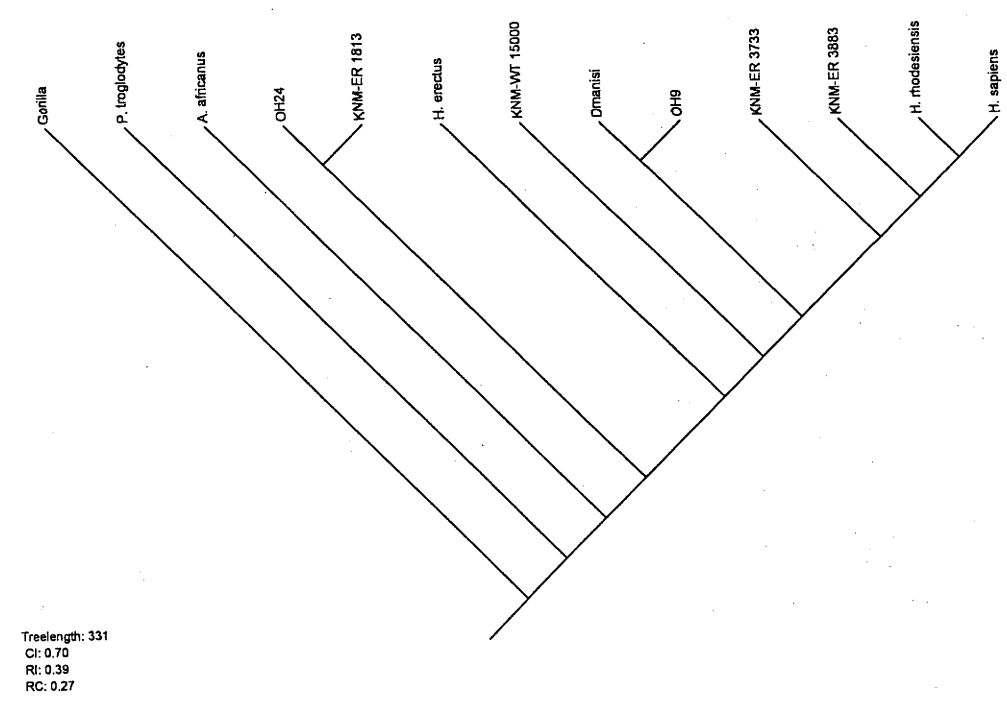 Gorilla
P. troglodytes
A. africanus
OH24
KNM-ER 1813
H. erectus
KNM-WT 15000
Dmanisi
OH9
KNM-ER 3733
KNM-ER 3883
H. rhodesiensis
H. sapiens
Treelength: 331
CI: 0.70
RI: 0.39
RC: 0.27